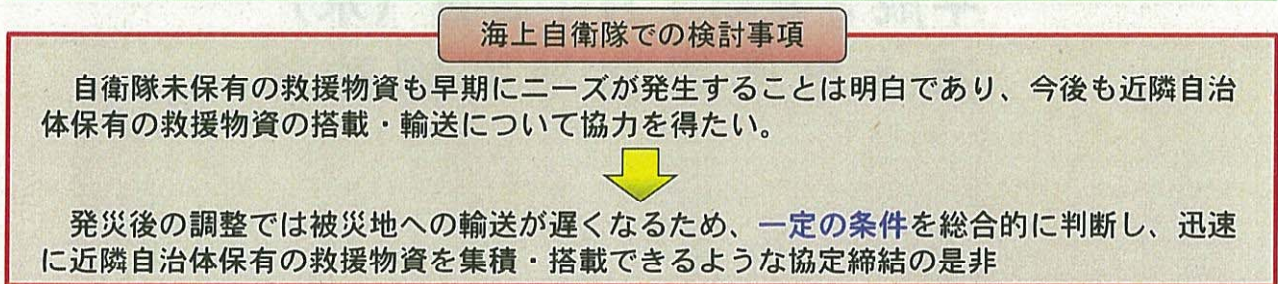 海上自衛隊での検討事項
自衛隊未保有の救援物資も早期にニーズが発生することは明白であり、今後も近隣自治
体保有の救援物資の搭載・輸送について協力を得たい。
発災後の調整では被災地への輸送が遅くなるため、一定の条件を総合的に判断し、迅速
に近隣自治体保有の救援物資を集積・搭載できるような協定締結の是非